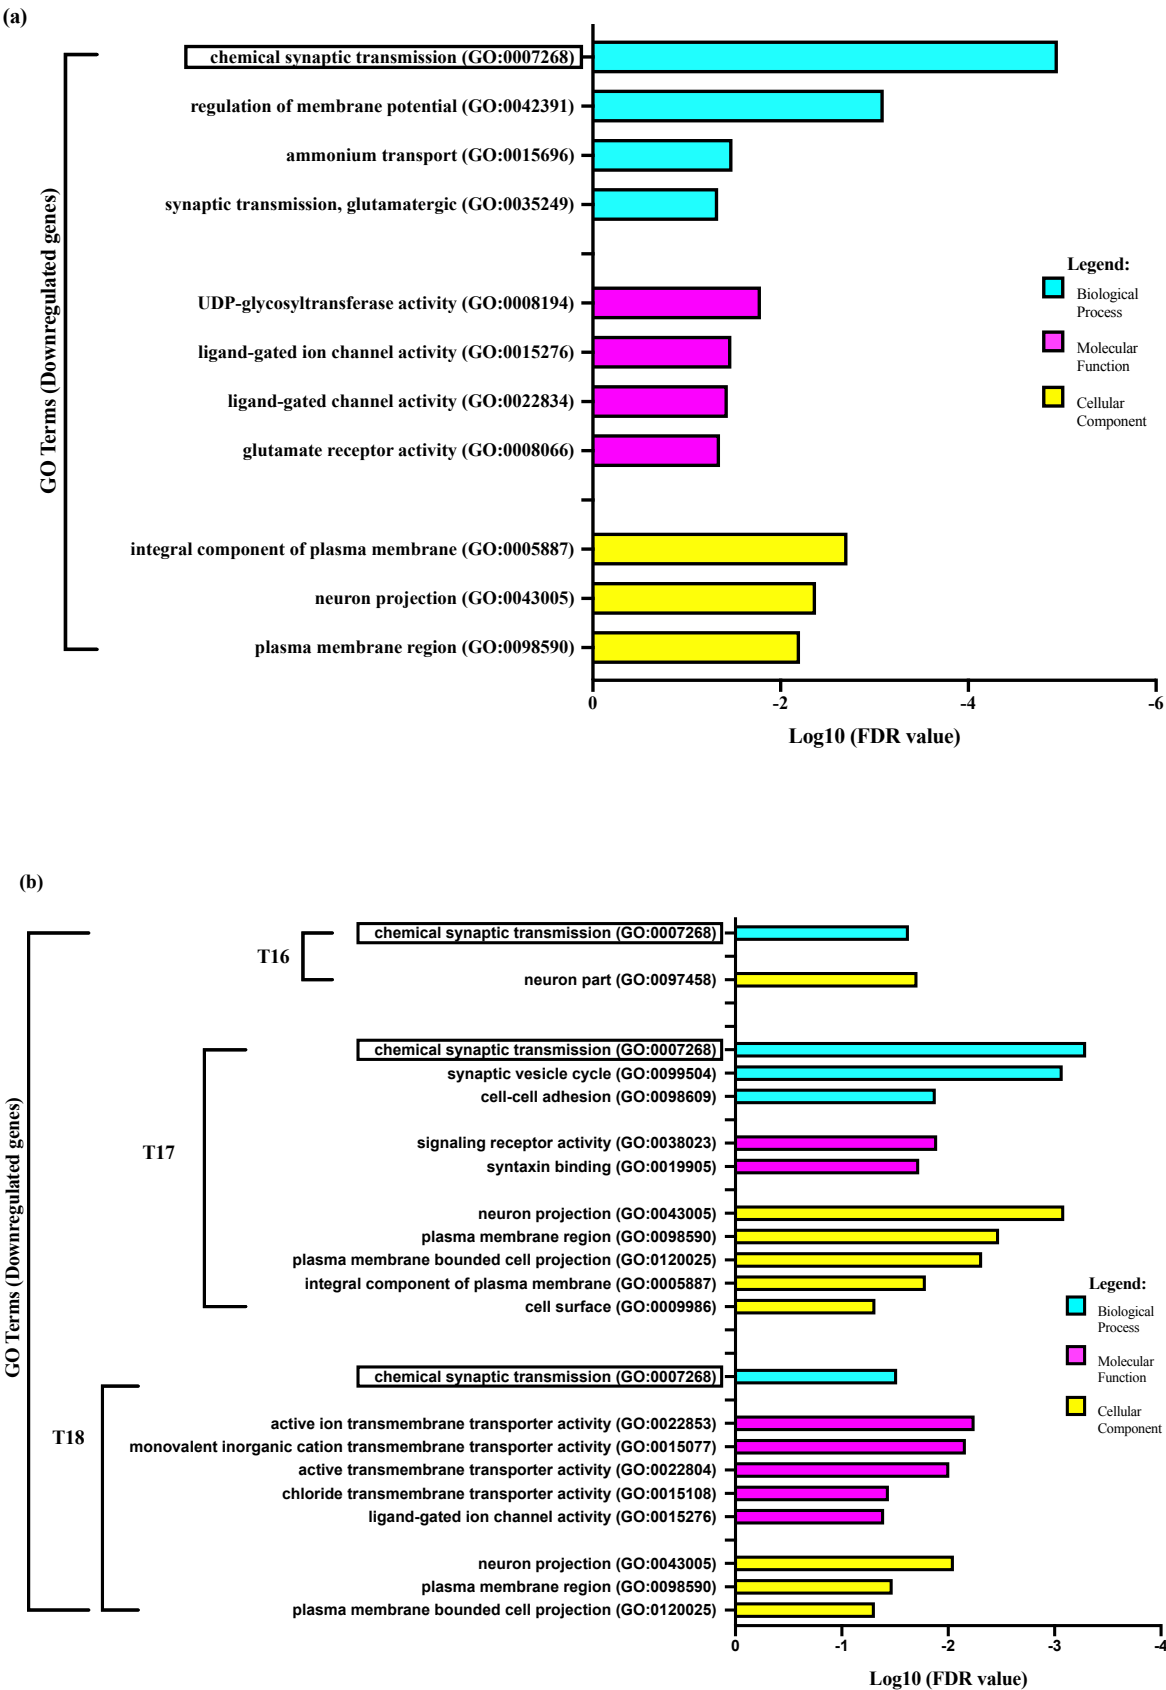 (a)
chemical synaptic transmission (GO:0007268)
regulation of membrane potential (GO:0042391)
ammonium transport (GO:0015696)
synaptic transmission, glutamatergic (GO:0035249)
UDP-glycosyltransferase activity (GO:0008194)
ligand-gated ion channel activity (GO:0015276)
ligand-gated channel activity (GO:0022834)
glutamate receptor activity (GO:0008066)
integral component of plasma membrane (GO:0005887)
neuron projection (GO:0043005)
plasma membrane region (GO:0098590)
GO Terms (Downregulated genes)
Legend:
Biological
Process
Molecular
Function
Cellular
Component
0 -2 -4 -6
Log10 (FDR value)
(b)
GO Terms (Downregulated genes)
T16
chemical synaptic transmission (GO:0007268)
neuron part (GO:0097458)
T17
chemical synaptic transmission (GO:0007268)
synaptic vesicle cycle (GO:0099504)
cell-cell adhesion (GO:0098609)
signaling receptor activity (GO:0038023)
syntaxin binding (GO:0019905)
neuron projection (GO:0043005)
plasma membrane region (GO:0098590)
plasma membrane bounded cell projection (GO:0120025)
integral component of plasma membrane (GO:0005887)
cell surface (GO:0009986)
T18
chemical synaptic transmission (GO:0007268)
active ion transmembrane transporter activity (GO:0022853)
monovalent inorganic cation transmembrane transporter activity (GO:0015077)
active transmembrane transporter activity (GO:0022804)
chloride transmembrane transporter activity (GO:0015108)
ligand-gated ion channel activity (GO:0015276)
neuron projection (GO:0043005)
plasma membrane region (GO:0098590)
plasma membrane bounded cell projection (GO:0120025)
Legend:
Biological
Process
Molecular
Function
Cellular
Component
0 -1 -2 -3 -4
Log10 (FDR value)